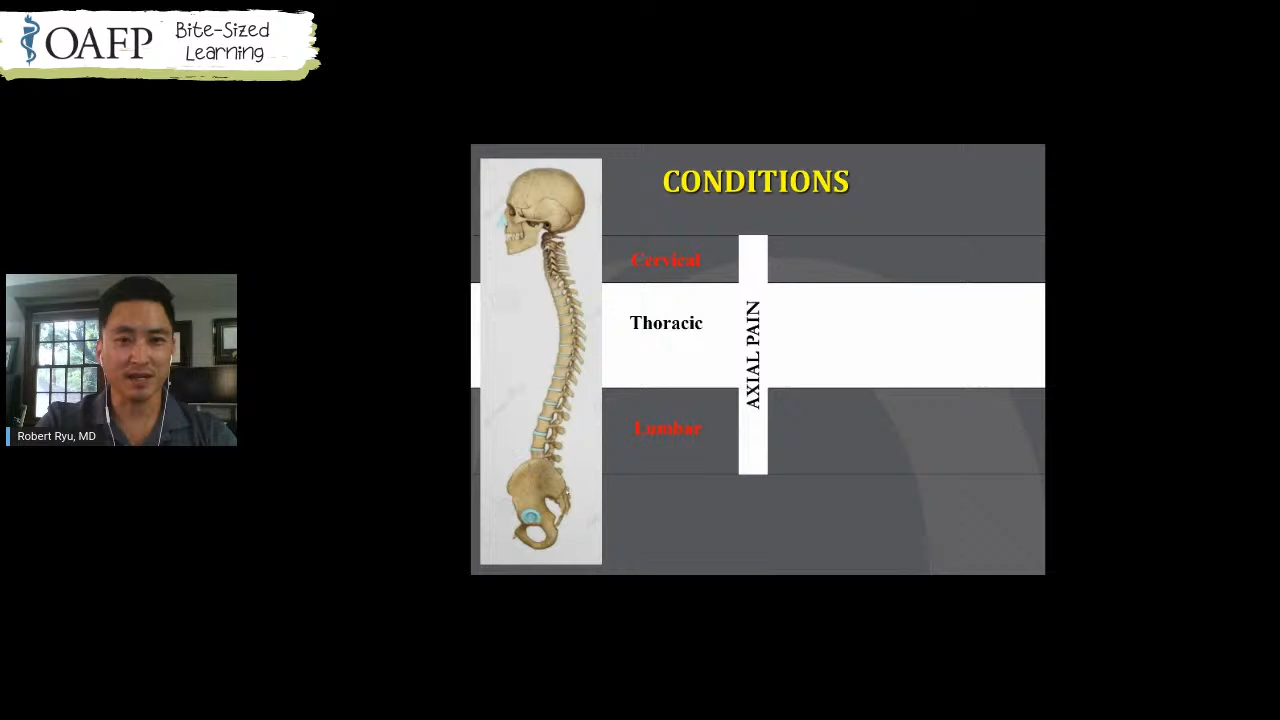 OAFP
Bite-Sized
Learning
CONDITIONS
Cervical
Thoracic
AXIAL PAIN
Lumbar
Robert Ryu, MD